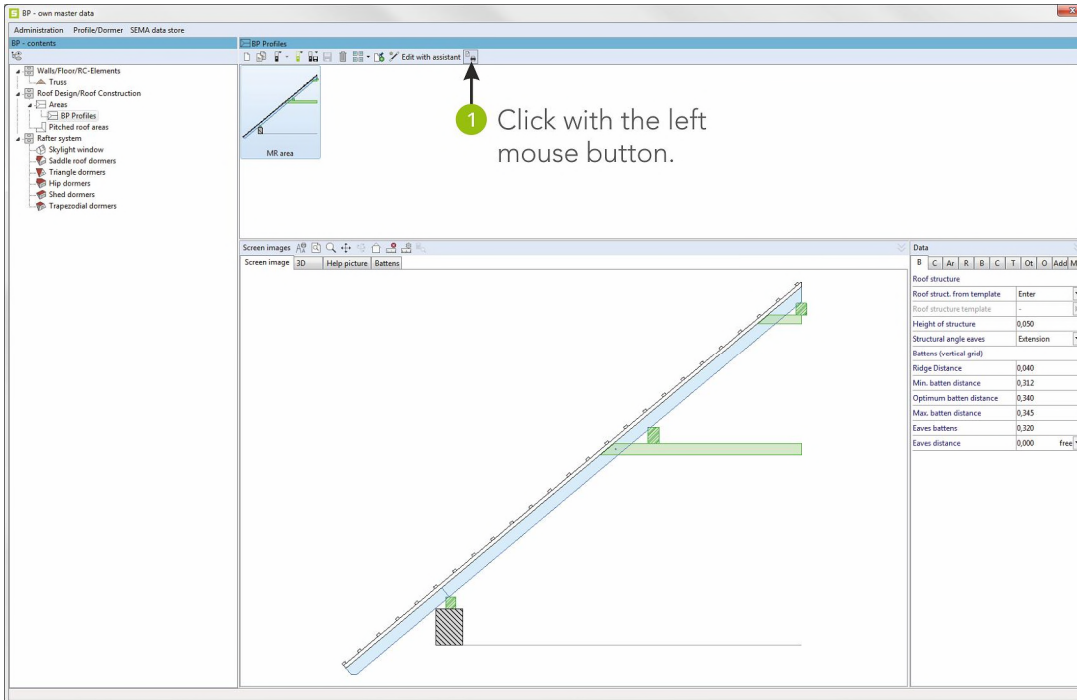 BP - own master data
Administration Profile/Dormer SEMA data store
BP - contents
BP Profiles
Edit with assistant
Walls/Floor/RC-Elements
Truss
Roof Design/Roof Construction
Areas
BP Profiles
Pitched roof areas
Rafter system
Skylight window
Saddle roof dormers
Triangle dormers
Hip dormers
Shed dormers
Trapezodial dormers
MR area
1 Click with the left
mouse button.
Screen images
Screen image 3D Help picture Battens
Data
B C Ar R B C T Ot O Add M
Roof structure
Roof struct. from template Enter
Roof structure template -
Height of structure 0,050
Structural angle eaves Extension
Battens (vertical grid)
Ridge Distance 0,040
Min. batten distance 0,312
Optimum batten distance 0,340
Max. batten distance 0,345
Eaves battens 0,320
Eaves distance 0,000 free